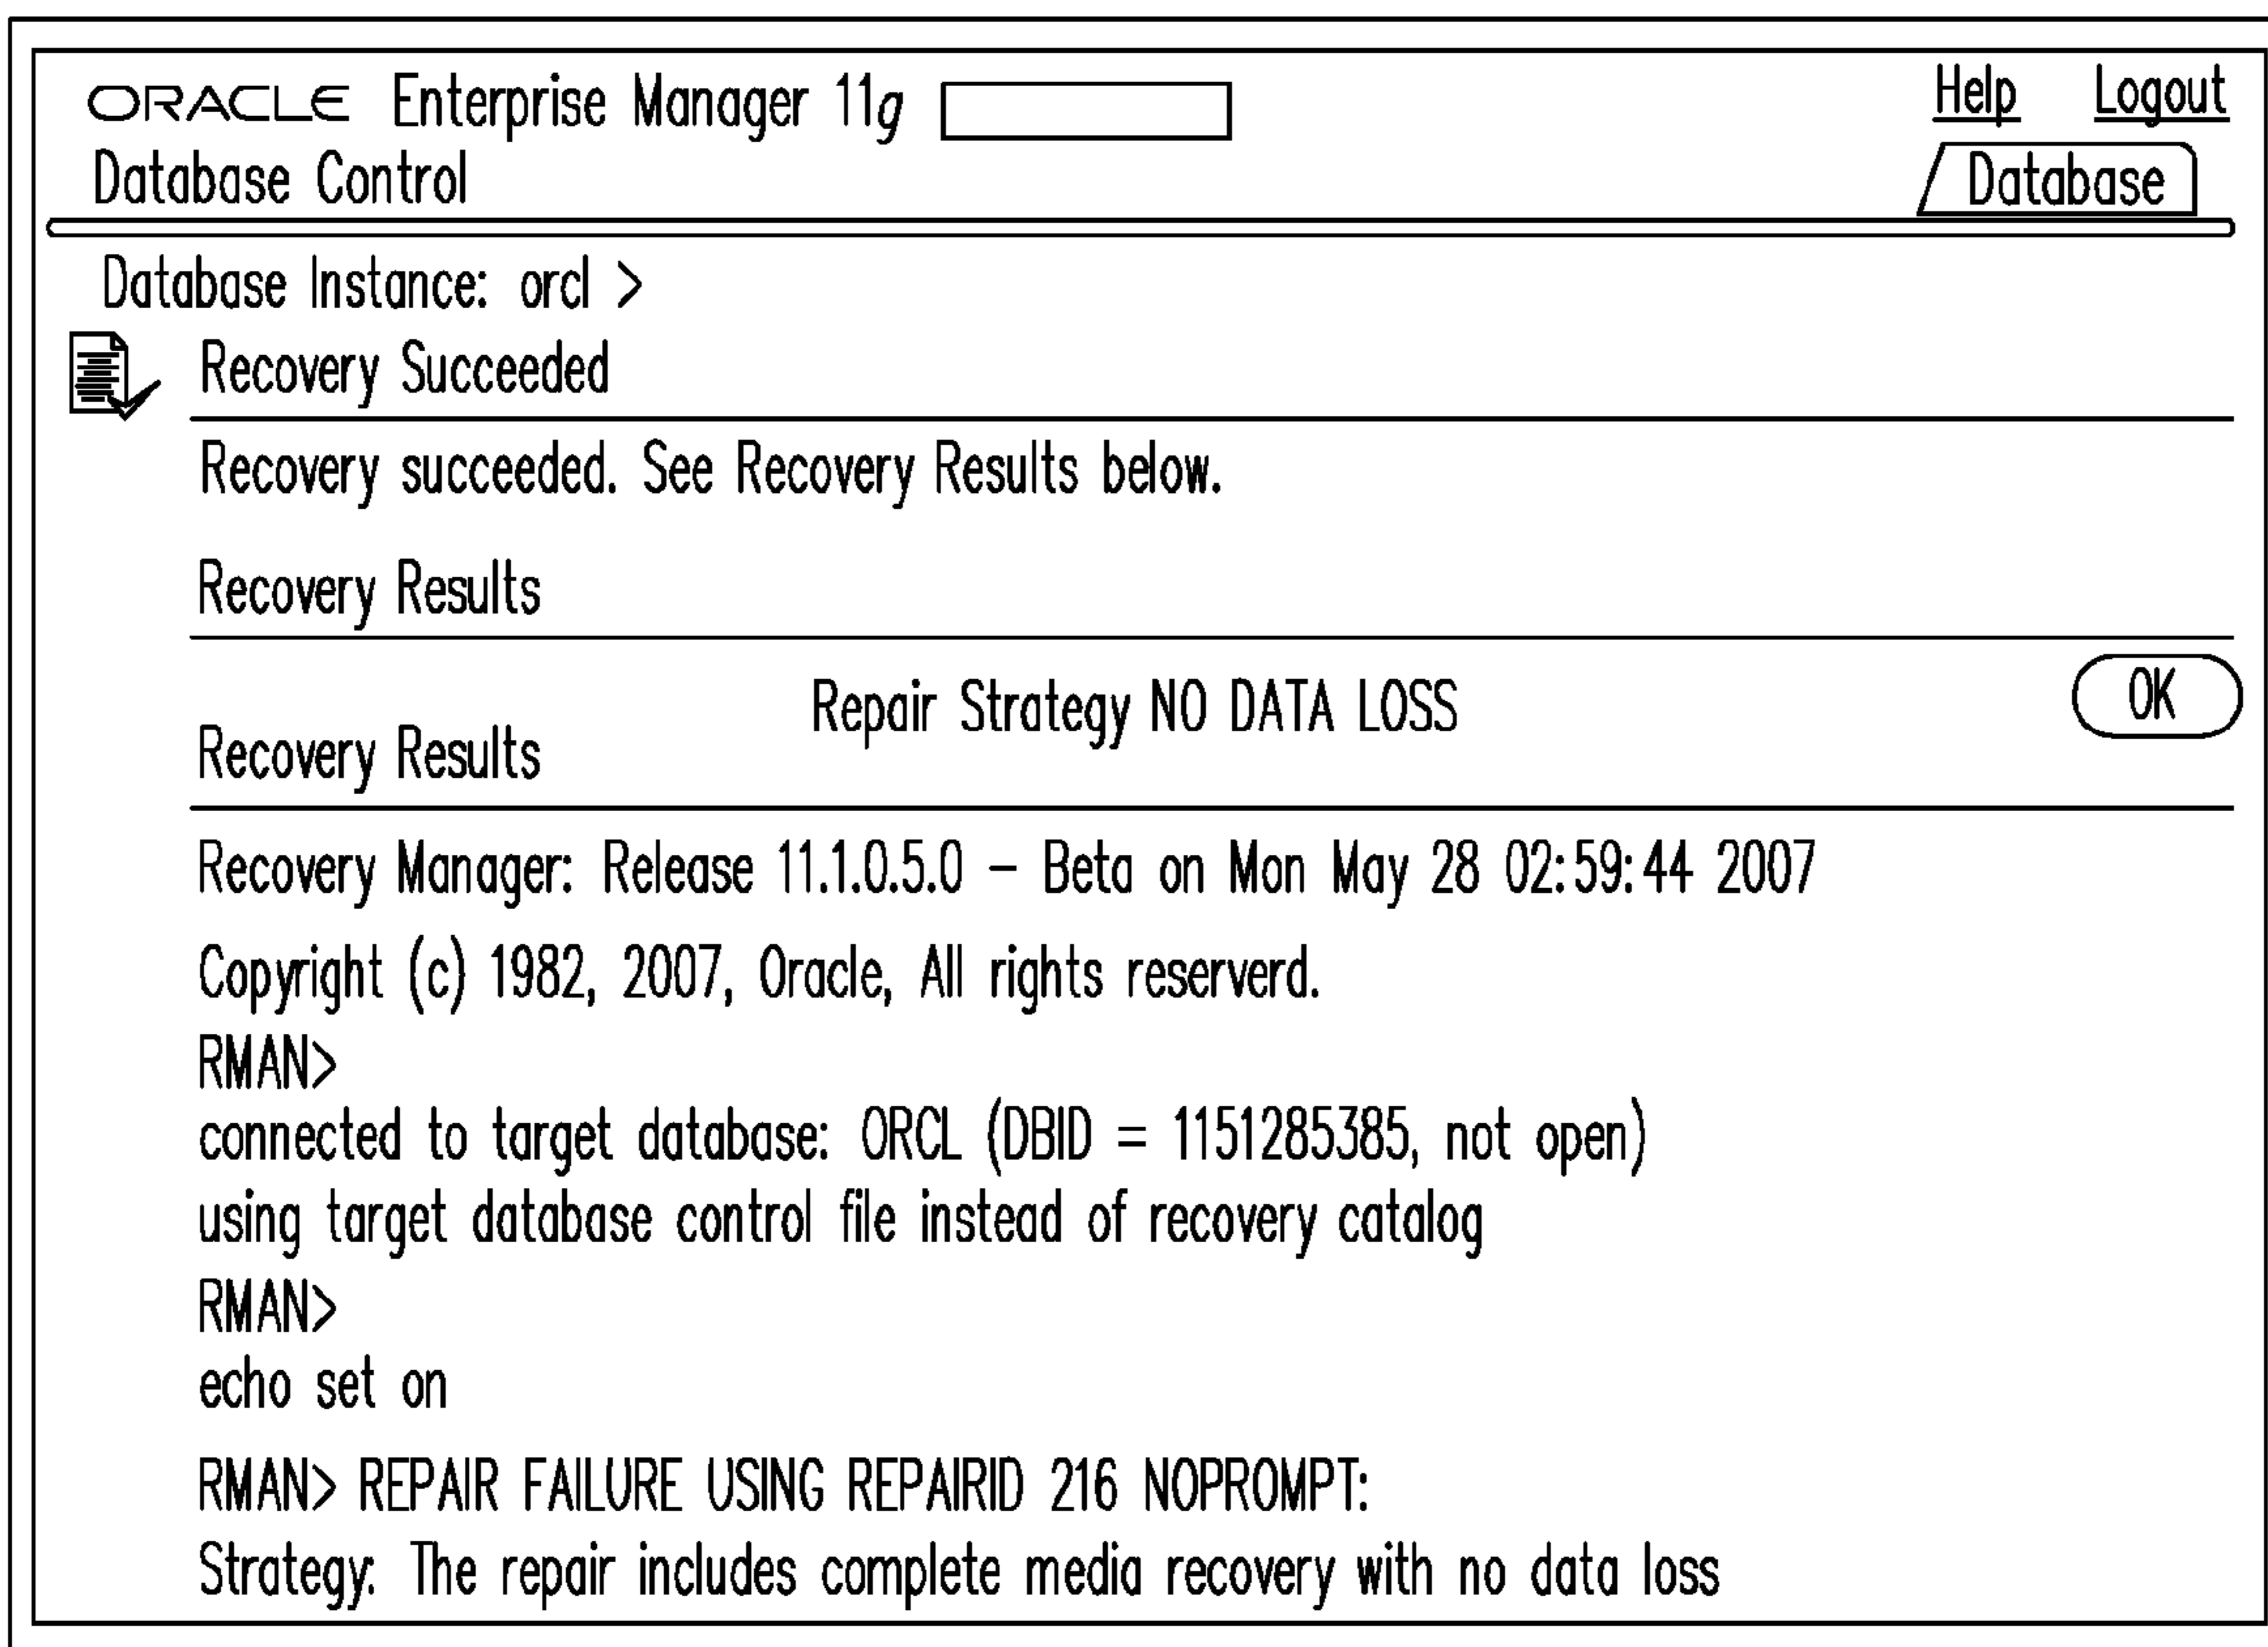 ORACLE Enterprise Manager 11g
Help Logout
Database Control
Database
Database Instance: orcl >
Recovery Succeeded
Recovery succeeded. See Recovery Results below.
Recovery Results
Repair Strategy NO DATA LOSS
OK
Recovery Results
Recovery Manager: Release 11.1.0.5.0 – Beta on Mon May 28 02:59:44 2007
Copyright (c) 1982, 2007, Oracle, All rights reserverd.
RMAN>
connected to target database: ORCL (DBID = 1151285385, not open)
using target database control file instead of recovery catalog
RMAN>
echo set on
RMAN> REPAIR FAILURE USING REPAIRID 216 NOPROMPT:
Strategy: The repair includes complete media recovery with no data loss